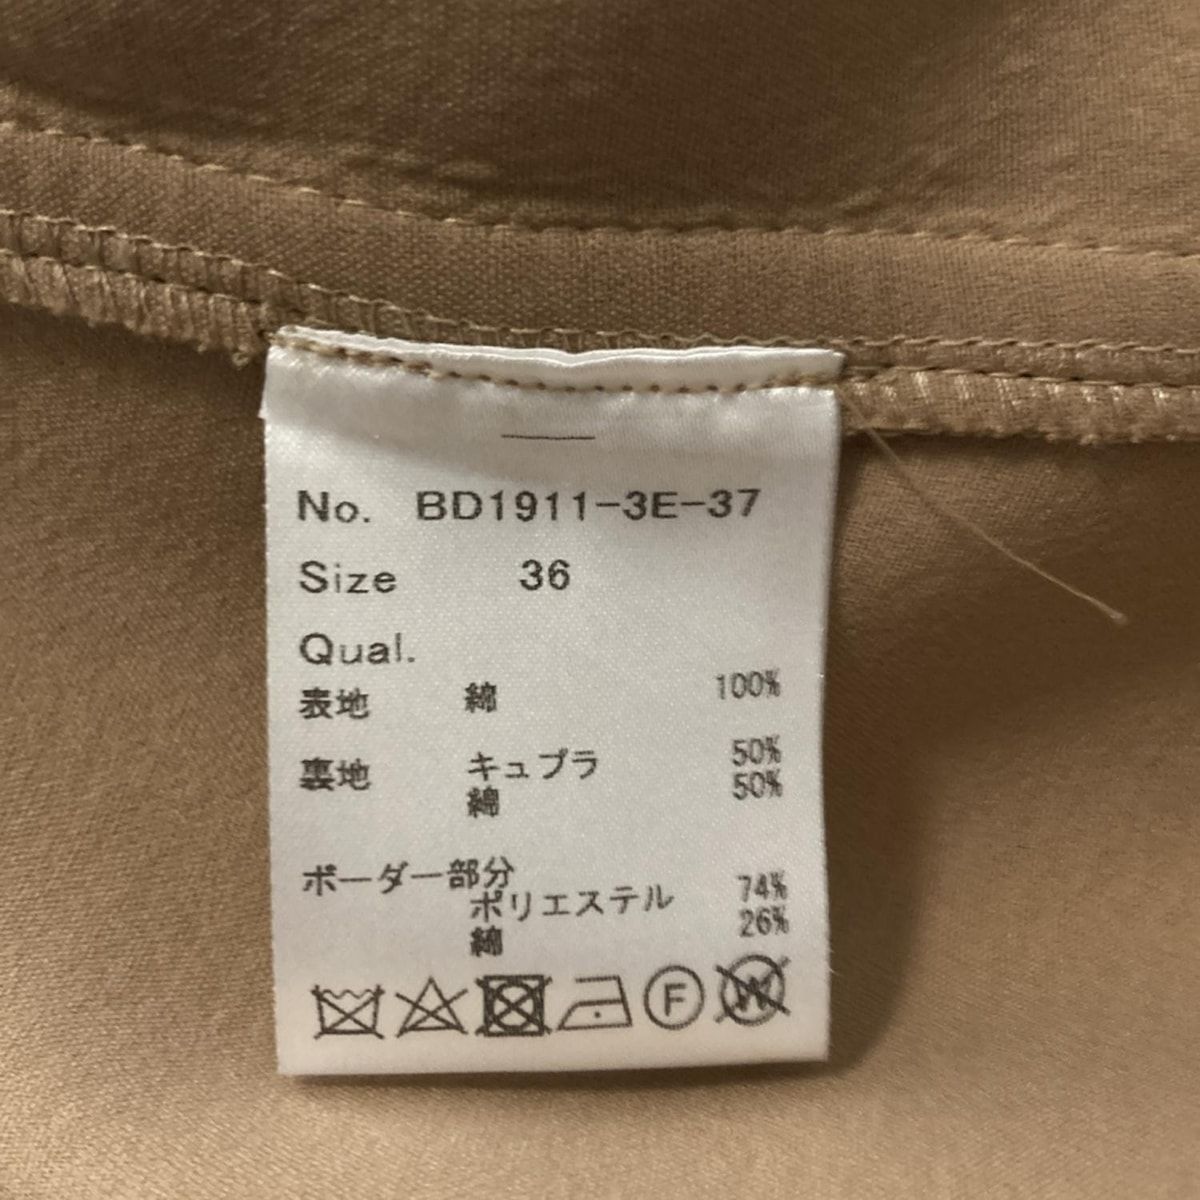 No. BD1911-3E-37
Size 36
Qual.
表地 綿 100%
裏地 キュプラ 50%
綿 50%
ボーダー部分
ポリエステル 74%
綿 26%
F W